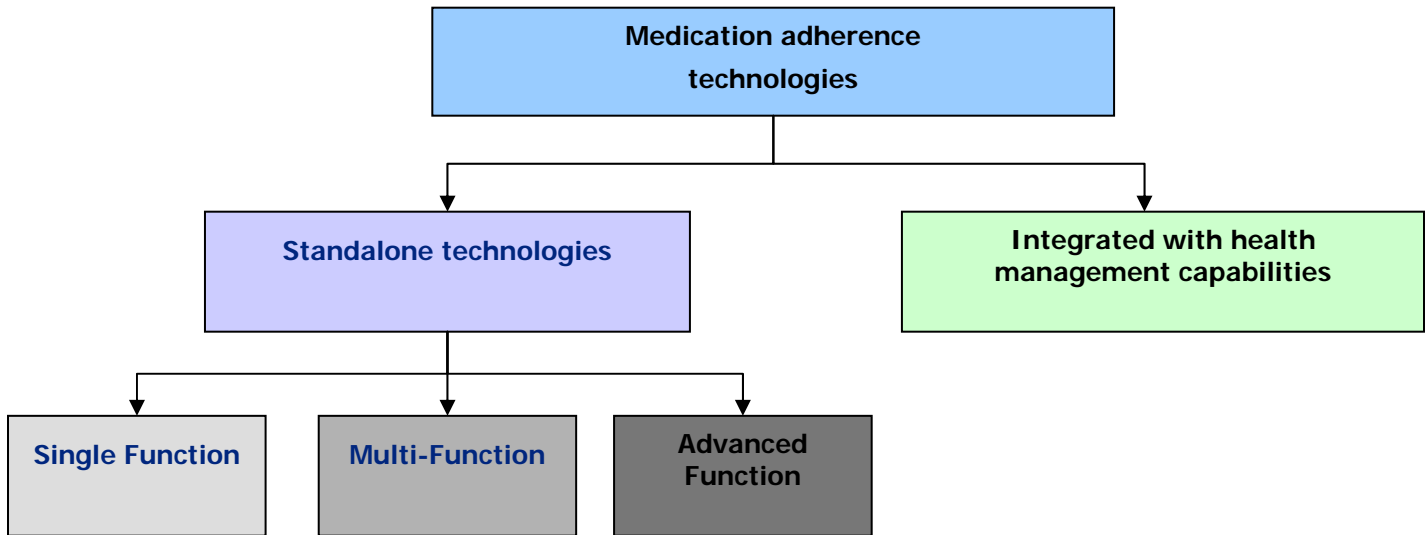 Medication adherence
technologies
Standalone technologies
Integrated with health
management capabilities
Single Function
Multi-Function
Advanced
Function